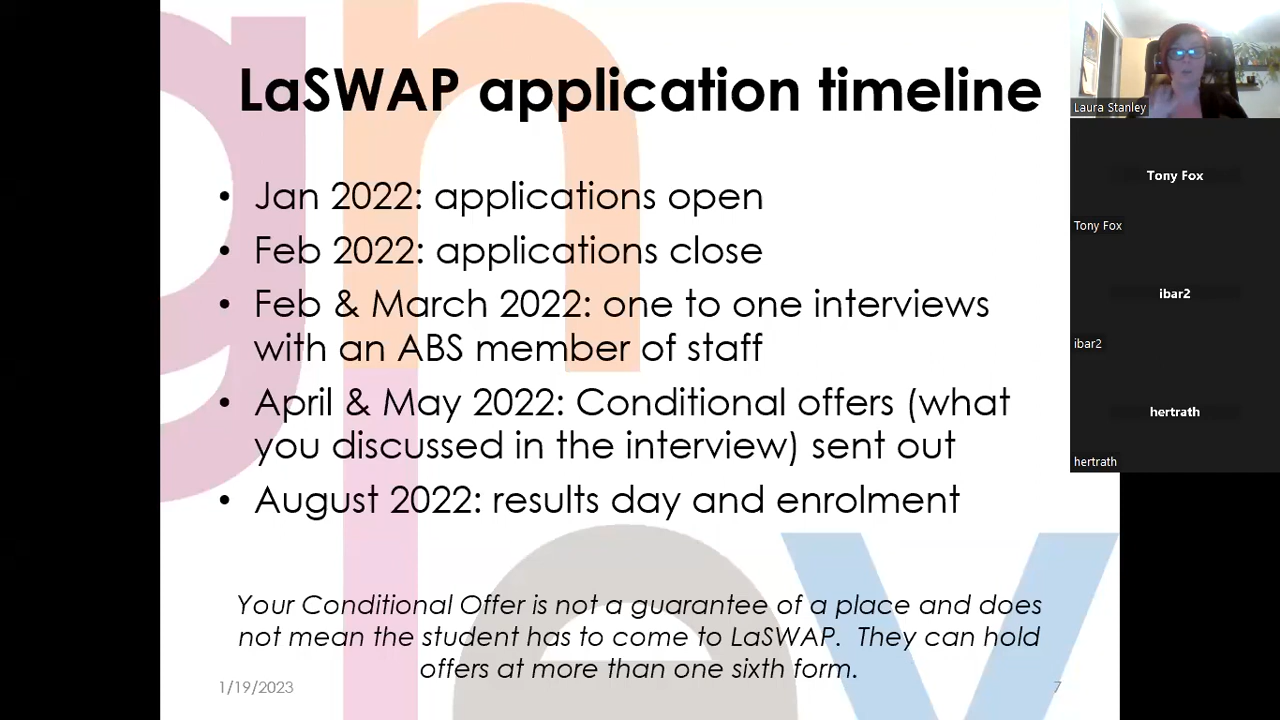 LaSWAP application timeline
• Jan 2022: applications open
• Feb 2022: applications close
• Feb & March 2022: one to one interviews
with an ABS member of staff
• April & May 2022: Conditional offers (what
you discussed in the interview) sent out
• August 2022: results day and enrolment
Your Conditional Offer is not a guarantee of a place and does
not mean the student has to come to LaSWAP.  They can hold
offers at more than one sixth form.
1/19/2023
7
Laura Stanley
Tony Fox
Tony Fox
ibar2
ibar2
hertrath
hertrath